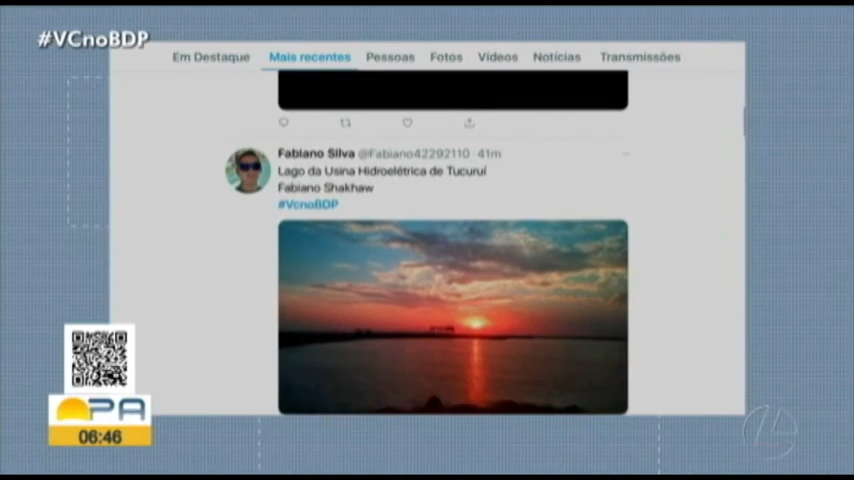 #VCnoBDP
Em Destaque Mais recentes Pessoas Fotos Vídeos Notícias Transmissões
Fabiano Silva @Fabiano42292110 · 41m
Lago da Usina Hidroelétrica de Tucuruí
Fabiano Shakhaw
#VcnoBDP
PA
06:46